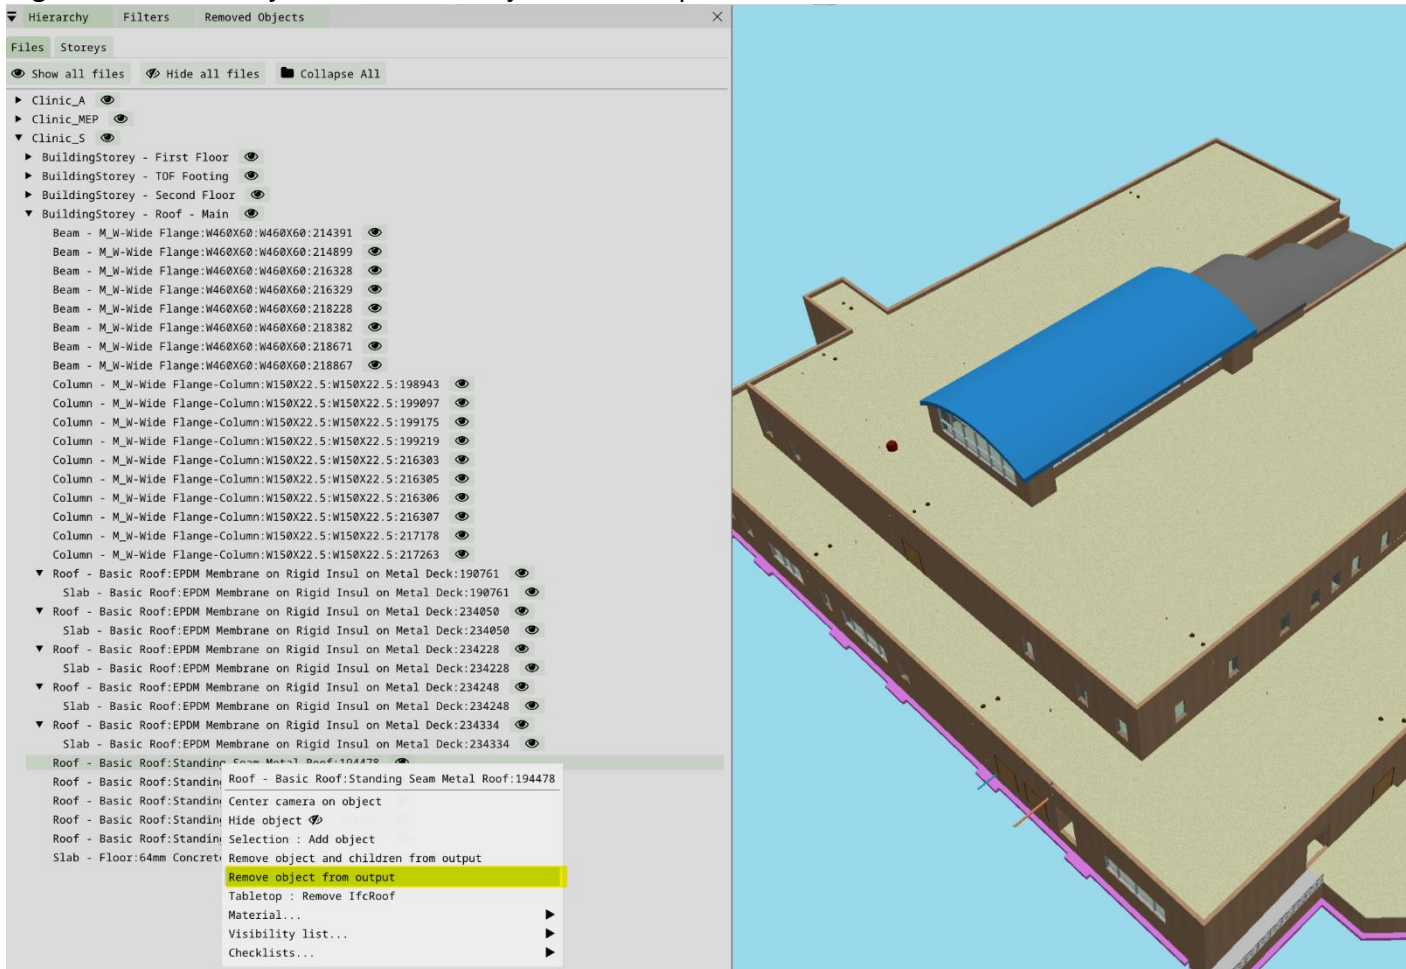 Hierarchy Filters Removed Objects
Files Storeys
Show all files Hide all files Collapse All
Clinic_A
Clinic_MEP
Clinic_S
BuildingStorey - First Floor
BuildingStorey - TOF Footing
BuildingStorey - Second Floor
BuildingStorey - Roof - Main
Beam - M_W-Wide Flange:W460X60:W460X60:214391
Beam - M_W-Wide Flange:W460X60:W460X60:214899
Beam - M_W-Wide Flange:W460X60:W460X60:216328
Beam - M_W-Wide Flange:W460X60:W460X60:216329
Beam - M_W-Wide Flange:W460X60:W460X60:218228
Beam - M_W-Wide Flange:W460X60:W460X60:218382
Beam - M_W-Wide Flange:W460X60:W460X60:218671
Beam - M_W-Wide Flange:W460X60:W460X60:218867
Column - M_W-Wide Flange-Column:W150X22.5:W150X22.5:198943
Column - M_W-Wide Flange-Column:W150X22.5:W150X22.5:199097
Column - M_W-Wide Flange-Column:W150X22.5:W150X22.5:199175
Column - M_W-Wide Flange-Column:W150X22.5:W150X22.5:199219
Column - M_W-Wide Flange-Column:W150X22.5:W150X22.5:216303
Column - M_W-Wide Flange-Column:W150X22.5:W150X22.5:216305
Column - M_W-Wide Flange-Column:W150X22.5:W150X22.5:216306
Column - M_W-Wide Flange-Column:W150X22.5:W150X22.5:216307
Column - M_W-Wide Flange-Column:W150X22.5:W150X22.5:217178
Column - M_W-Wide Flange-Column:W150X22.5:W150X22.5:217263
Roof - Basic Roof:EPDM Membrane on Rigid Insul on Metal Deck:190761
Slab - Basic Roof:EPDM Membrane on Rigid Insul on Metal Deck:190761
Roof - Basic Roof:EPDM Membrane on Rigid Insul on Metal Deck:234050
Slab - Basic Roof:EPDM Membrane on Rigid Insul on Metal Deck:234050
Roof - Basic Roof:EPDM Membrane on Rigid Insul on Metal Deck:234228
Slab - Basic Roof:EPDM Membrane on Rigid Insul on Metal Deck:234228
Roof - Basic Roof:EPDM Membrane on Rigid Insul on Metal Deck:234248
Slab - Basic Roof:EPDM Membrane on Rigid Insul on Metal Deck:234248
Roof - Basic Roof:EPDM Membrane on Rigid Insul on Metal Deck:234334
Slab - Basic Roof:EPDM Membrane on Rigid Insul on Metal Deck:234334
Roof - Basic Roof:Standing Seam Metal Roof:194478
Roof - Basic Roof:Standing
Roof - Basic Roof:Standing
Roof - Basic Roof:Standing
Roof - Basic Roof:Standing
Slab - Floor:64mm Concret
Roof - Basic Roof:Standing Seam Metal Roof:194478
Center camera on object
Hide object
Selection : Add object
Remove object and children from output
Remove object from output
Tabletop : Remove IfcRoof
Material...
Visibility list...
Checklists...